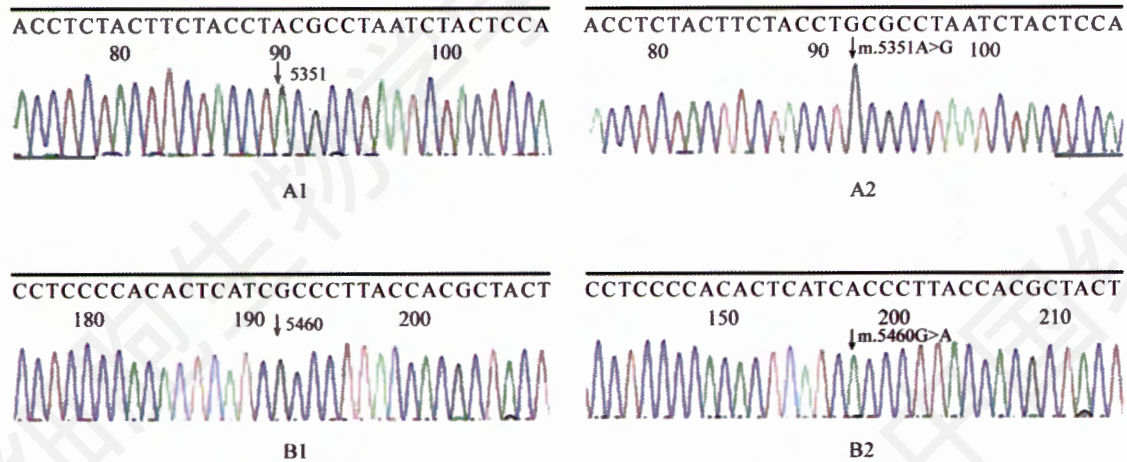 ACCTCTACTTCTACCTACGCCTAATCTACTCCA
80 90 100
5351
A1
ACCTCTACTTCTACCTGCGCCTAATCTACTCCA
80 90 100
m.5351A>G
A2
CCTCCCCACACTCATCGCCCTTACCACGCTACT
180 190 200
5460
B1
CCTCCCCACACTCATCACCCTTACCACGCTACT
150 200 210
m.5460G>A
B2